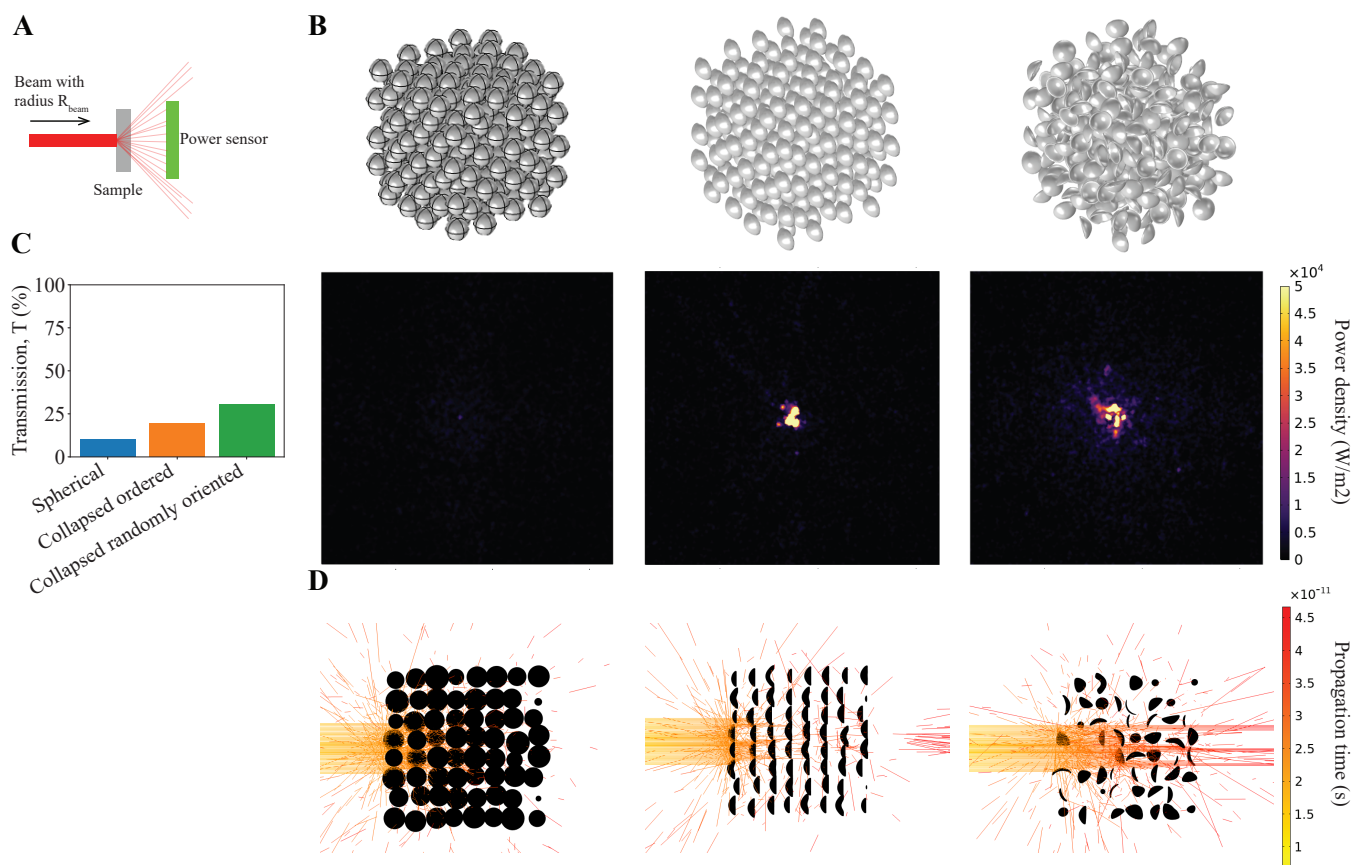 A
Beam with
radius R_beam
Power sensor
Sample
B
C
Transmission, T (%)
100
75
50
25
0
Spherical
Collapsed ordered
Collapsed randomly oriented
×10⁴
5
4.5
4
3.5
3
2.5
2
1.5
1
0.5
0
Power density (W/m2)
D
×10⁻¹¹
4.5
4
3.5
3
2.5
2
1.5
1
Propagation time (s)